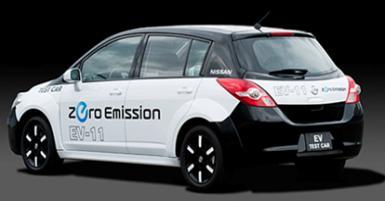 TEST CAR
NISSAN
zero Emission
EV-11
EV-11
EV
TEST CAR